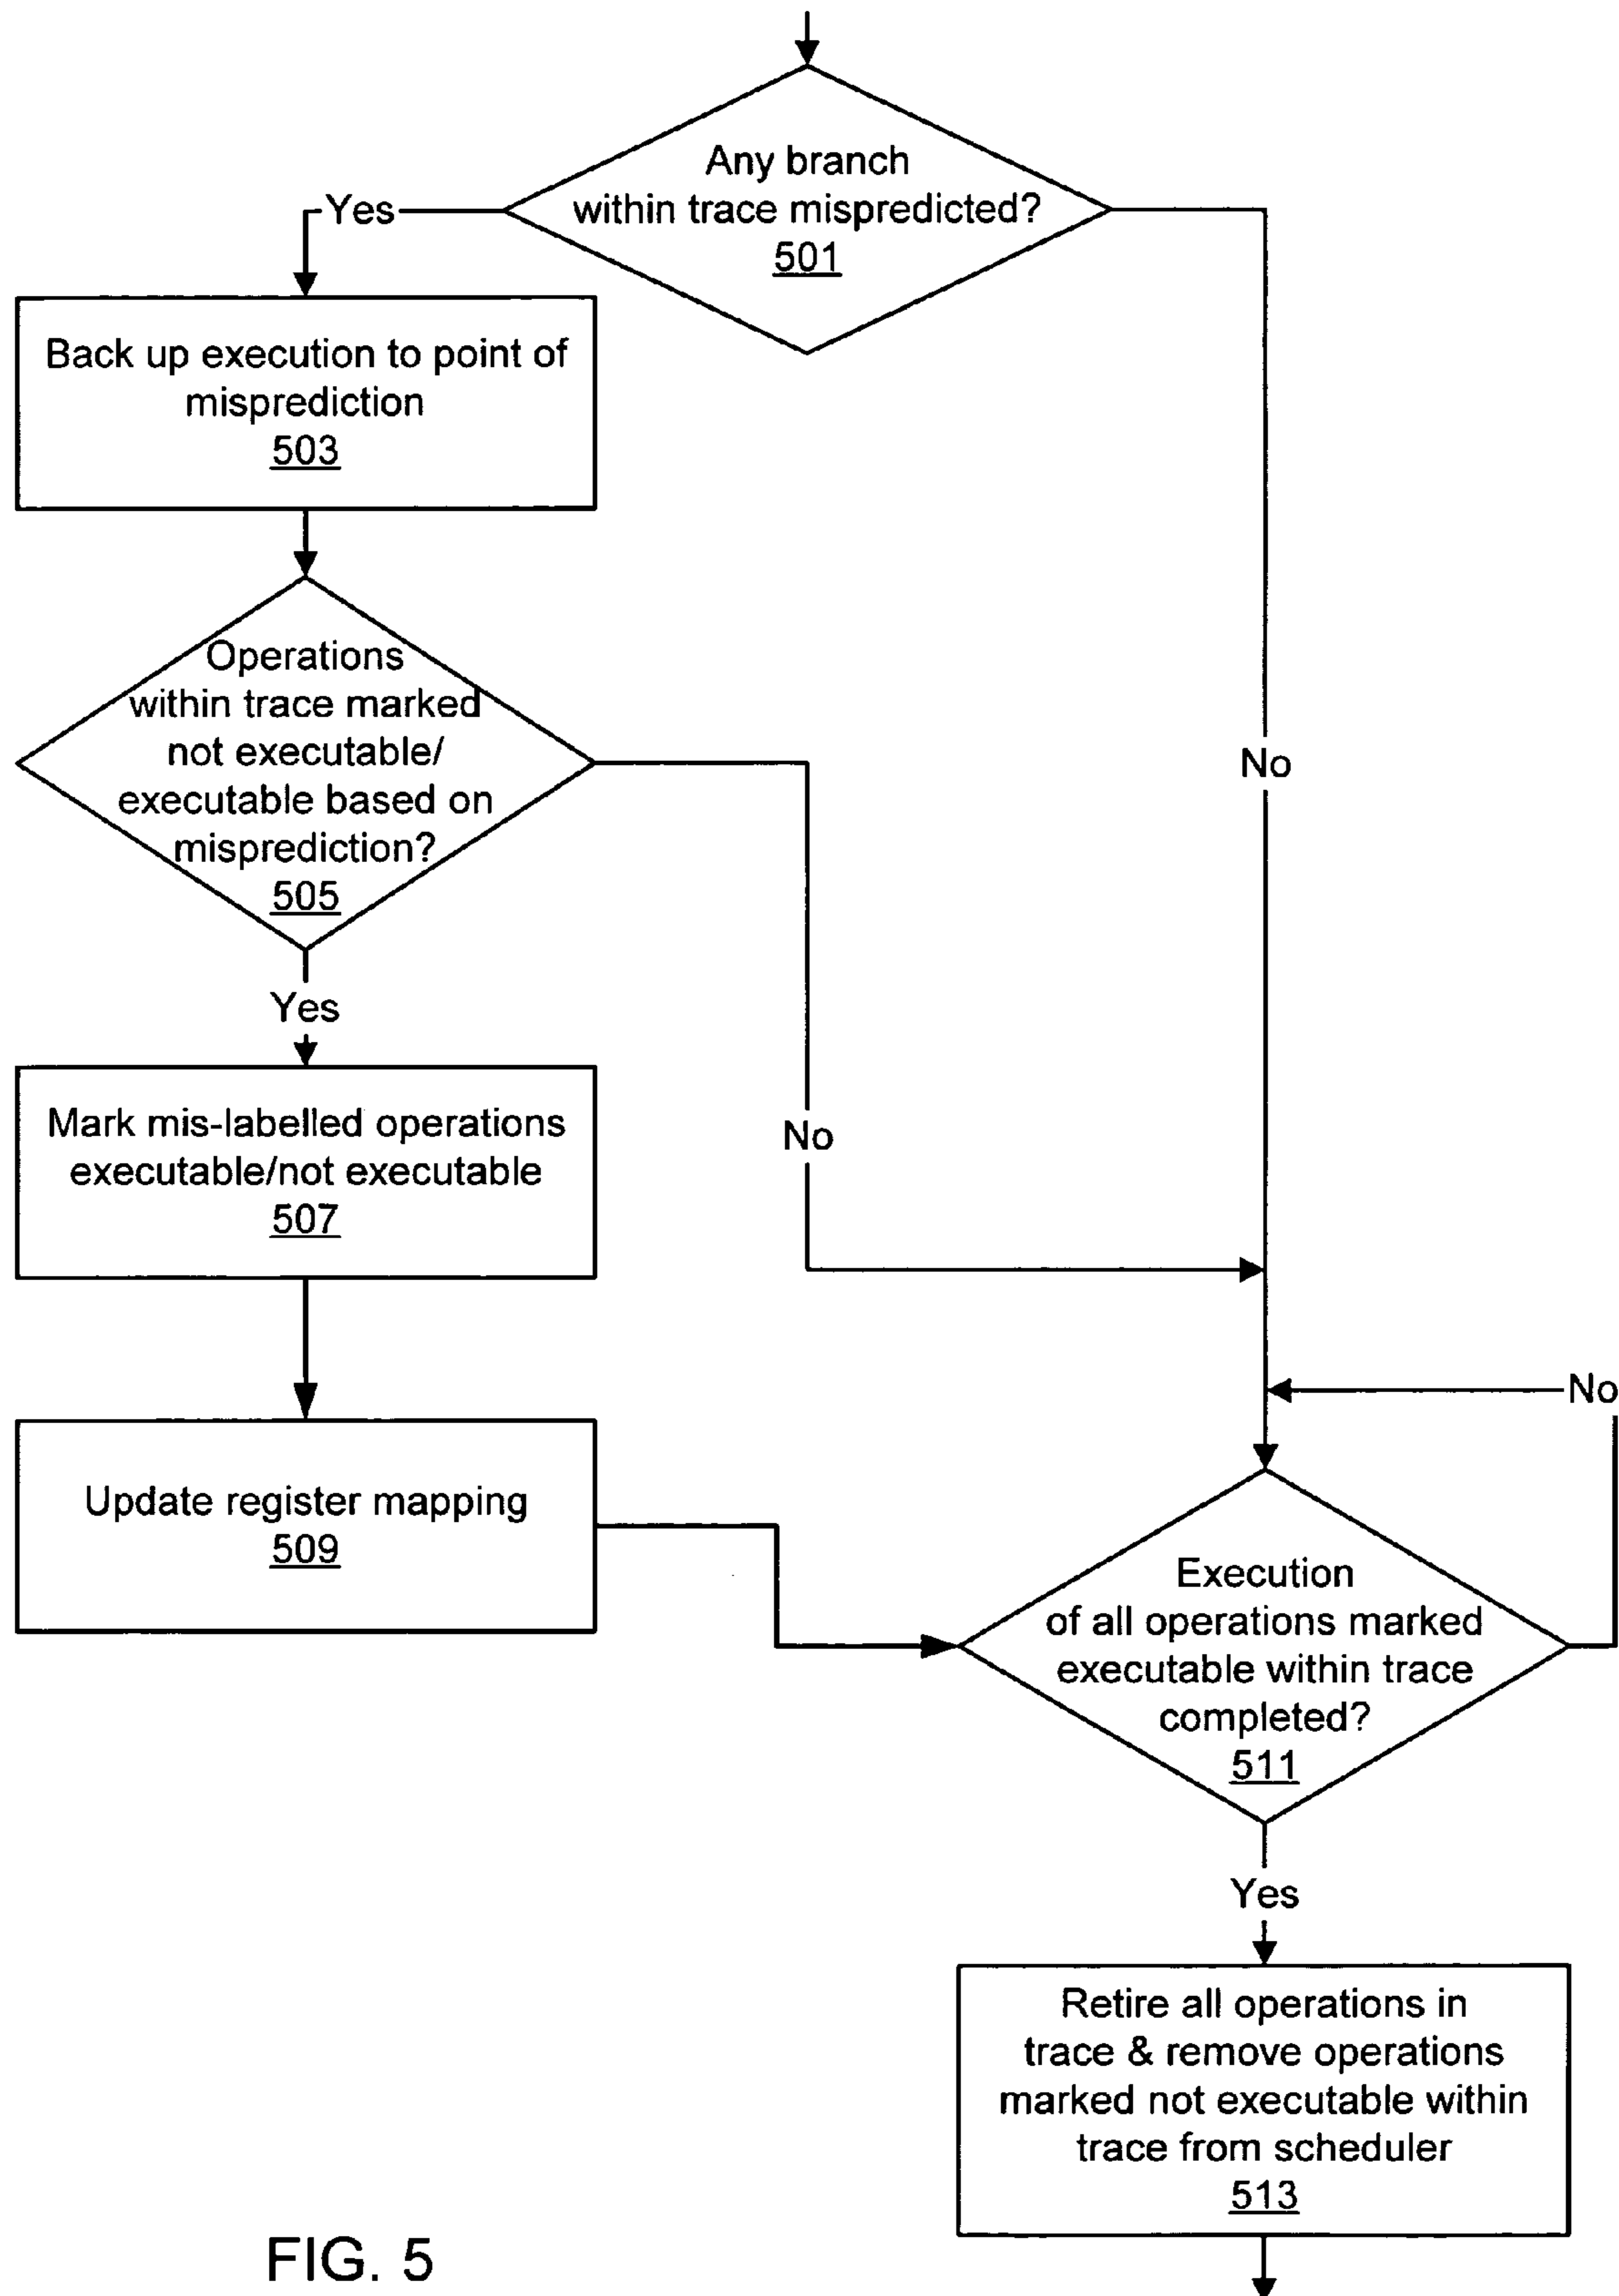 Any branch
within trace mispredicted?
501
Yes
Back up execution to point of
misprediction
503
Operations
within trace marked
not executable/
executable based on
misprediction?
505
No
Yes
Mark mis-labelled operations
executable/not executable
507
No
No
Update register mapping
509
Execution
of all operations marked
executable within trace
completed?
511
Yes
Retire all operations in
trace & remove operations
marked not executable within
trace from scheduler
513
FIG. 5